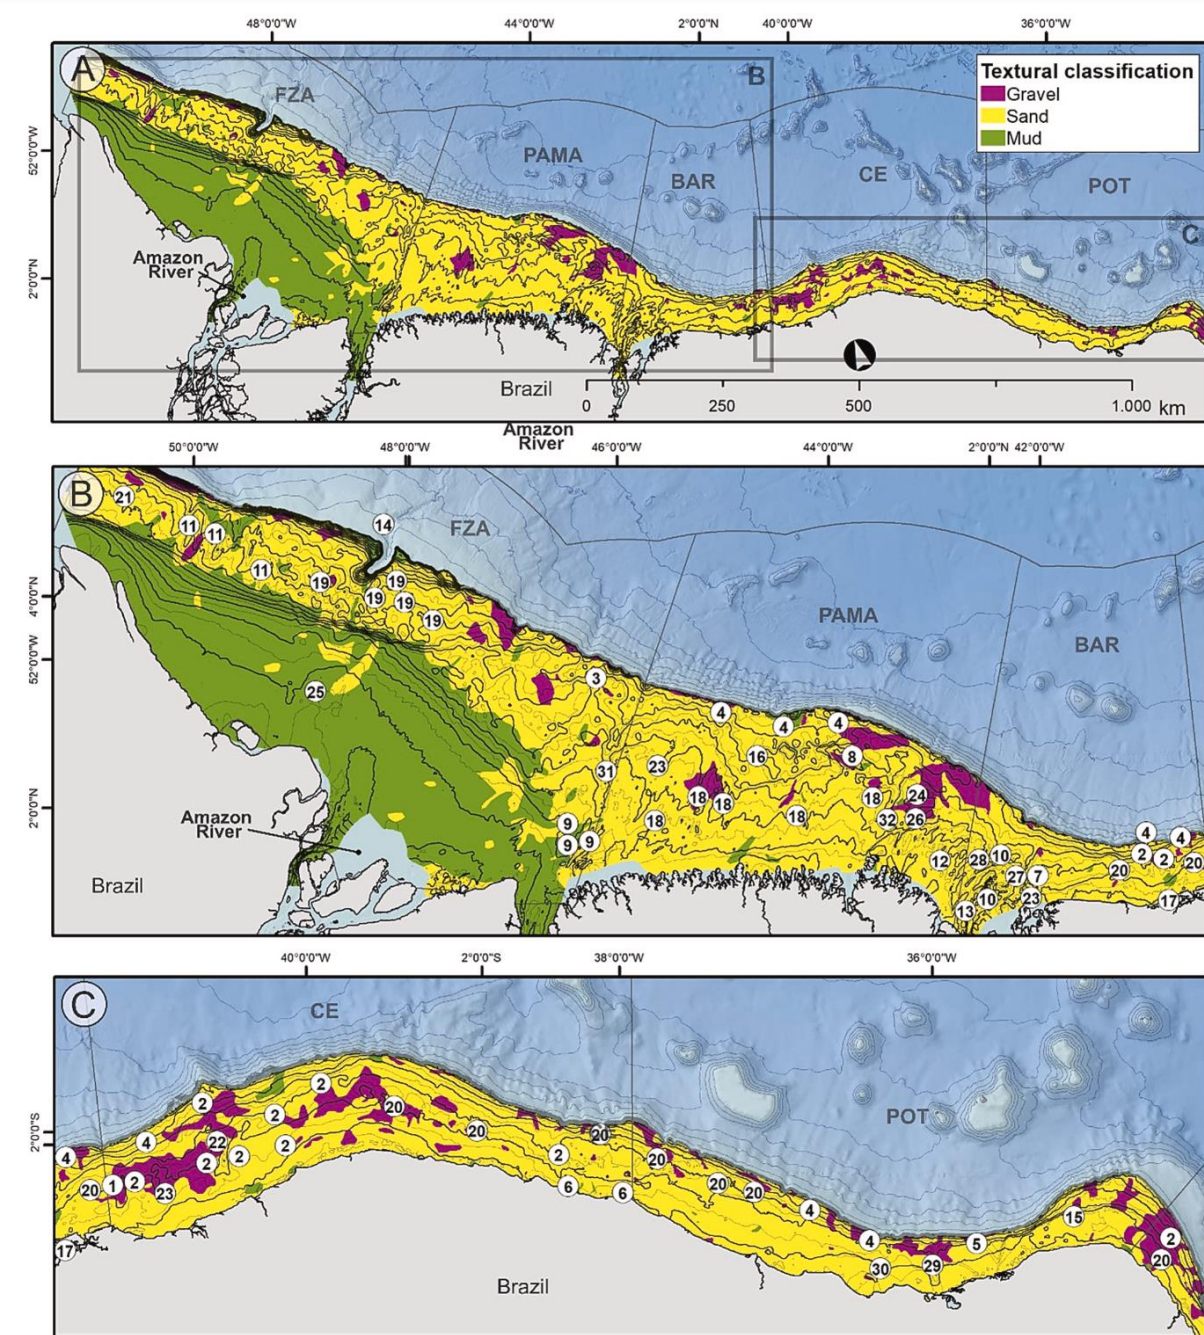 48°0'0"W 44°0'0"W 2°0'0"N 40°0'0"W 36°0'0"W
A
FZA
B
Textural classification
Gravel
Sand
Mud
52°0'0"W
PAMA
BAR
CE
POT
C
Amazon
River
2°0'0"N
Brazil
0 250 500 1.000 km
Amazon
River
50°0'0"W 48°0'0"W 46°0'0"W 44°0'0"W 2°0'0"N 42°0'0"W
B
21
11 11
14
FZA
11
19 19
19 19
19
4°0'0"N
PAMA
BAR
52°0'0"W
25
3
4
4
4
16
8
31
23
18 18
18
24
18
18
32 26
2°0'0"N
9
9 9
Amazon
River
12
28 10
27 7
10
23
13
4
4
2 2
20
20
17
Brazil
40°0'0"W 2°0'0"S 38°0'0"W 36°0'0"W
C
CE
2
2
2
20
POT
2°0'0"S
4
4
22
2
2
2
20
20
20
2
20
1
2
23
6
6
20
20
4
4
5
15
2
20
17
30
29
Brazil